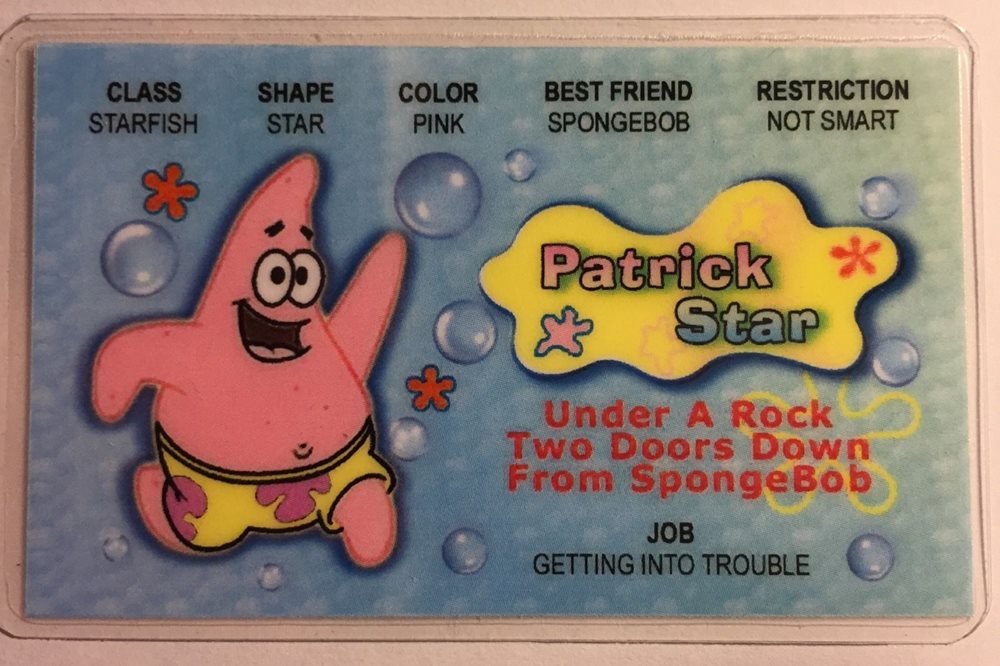 CLASS SHAPE COLOR BEST FRIEND RESTRICTION
STARFISH STAR PINK SPONGEBOB NOT SMART
Patrick
Star
Under A Rock
Two Doors Down
From SpongeBob
JOB
GETTING INTO TROUBLE